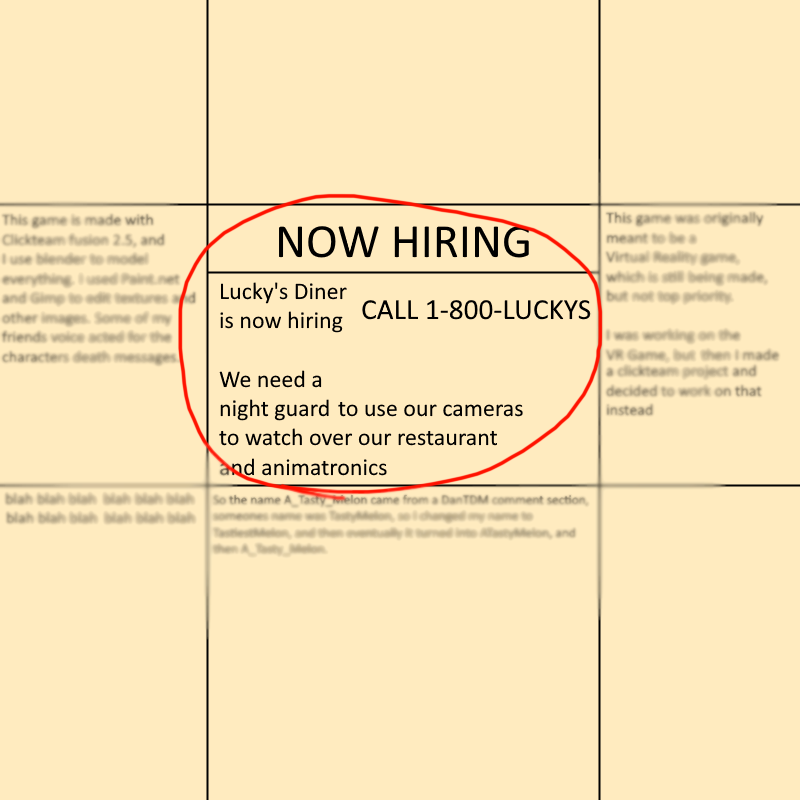 NOW HIRING
Lucky's Diner
is now hiring
CALL 1-800-LUCKYS
We need a
night guard to use our cameras
to watch over our restaurant
and animatronics
This game is made with
Clickteam fusion 2.5, and
I use blender to model
everything. I used Paint.net
and Gimp to edit textures and
other images. Some of my
friends voice acted for the
characters death messages.
This game was originally
meant to be a
Virtual Reality game,
which is still being made,
but not top priority.
I was working on the
VR Game, but then I made
a clickteam project and
decided to work on that
instead
blah blah blah blah blah blah
blah blah blah blah blah blah
So the name A_Tasty_Melon came from a DanTDM comment section,
someones name was TastyMelon, so I changed my name to
TastiestMelon, and then eventually it turned into ATastyMelon, and
then A_Tasty_Melon.